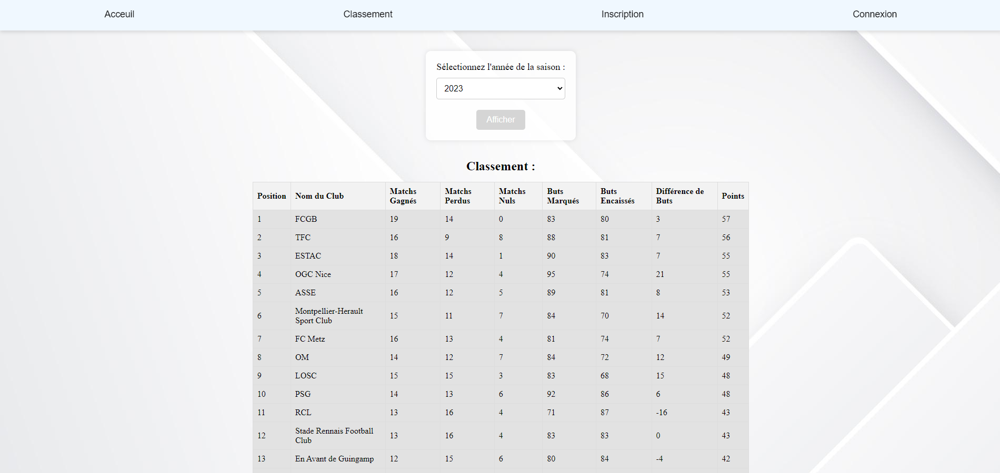 Acceuil Classement Inscription Connexion
Sélectionnez l'année de la saison :
2023
Afficher
Classement :
Position Nom du Club Matchs Gagnés Matchs Perdus Matchs Nuls Buts Marqués Buts Encaissés Différence de Buts Points
1 FCGB 19 14 0 83 80 3 57
2 TFC 16 9 8 88 81 7 56
3 ESTAC 18 14 1 90 83 7 55
4 OGC Nice 17 12 4 95 74 21 55
5 ASSE 16 12 5 89 81 8 53
6 Montpellier-Herault Sport Club 15 11 7 84 70 14 52
7 FC Metz 16 13 4 81 74 7 52
8 OM 14 12 7 84 72 12 49
9 LOSC 15 15 3 83 68 15 48
10 PSG 14 13 6 92 86 6 48
11 RCL 13 16 4 71 87 -16 43
12 Stade Rennais Football Club 13 16 4 83 83 0 43
13 En Avant de Guingamp 12 15 6 80 84 -4 42